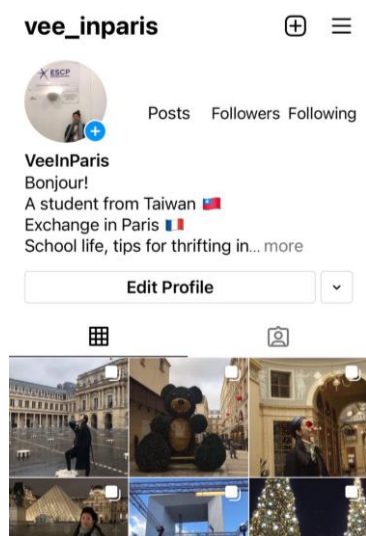 vee_inparis
ESCP
Posts Followers Following
VeeInParis
Bonjour!
A student from Taiwan 🇹🇼
Exchange in Paris 🇫🇷
School life, tips for thrifting in... more
Edit Profile